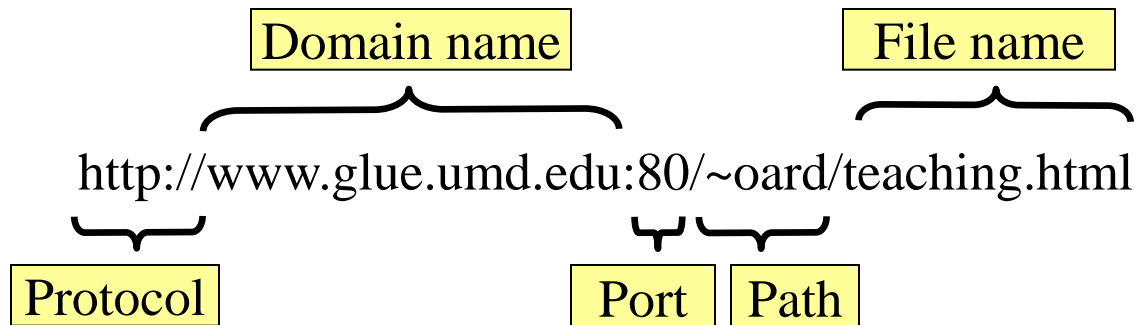 Domain name File name
http://www.glue.umd.edu:80/~oard/teaching.html
Protocol Port Path